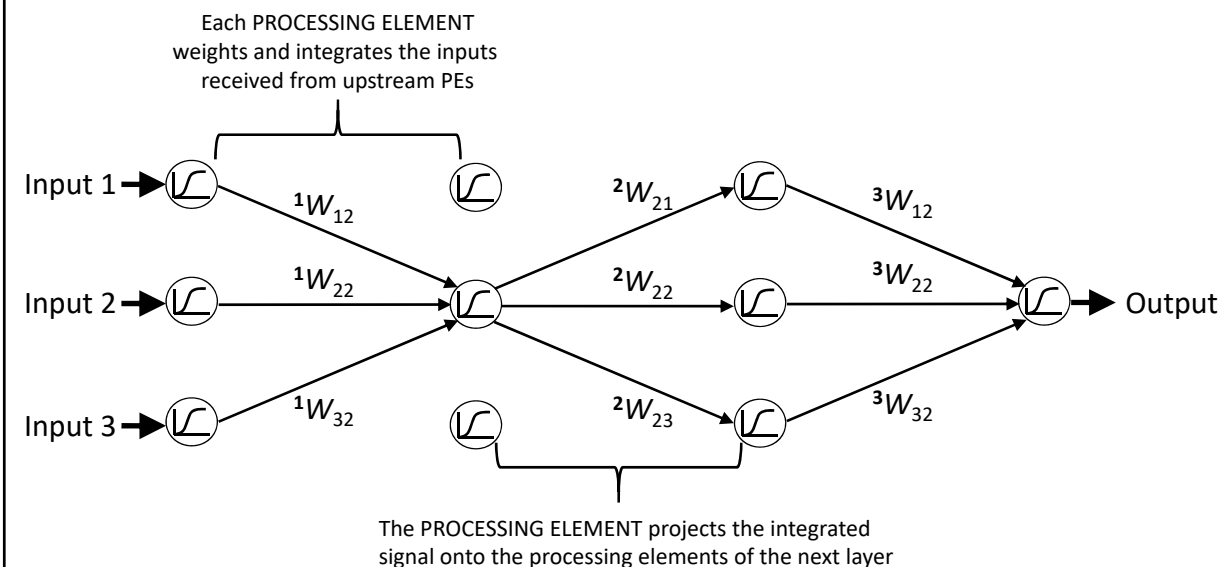 Each PROCESSING ELEMENT
weights and integrates the inputs
received from upstream PEs
Input 1
¹W₁₂
²W₂₁
³W₁₂
Input 2
¹W₂₂
²W₂₂
³W₂₂
Output
Input 3
¹W₃₂
²W₂₃
³W₃₂
The PROCESSING ELEMENT projects the integrated
signal onto the processing elements of the next layer